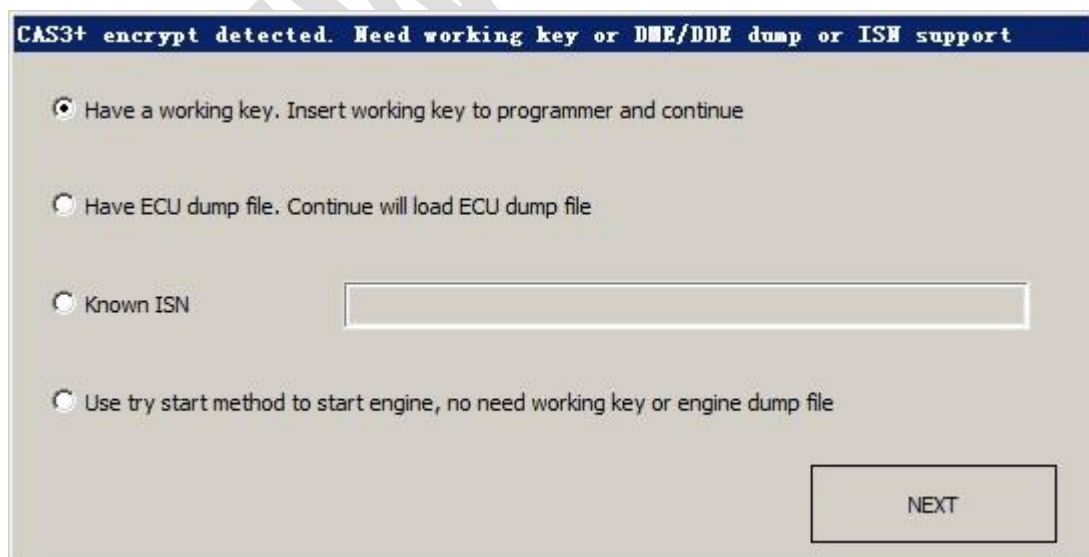 CAS3+ encrypt detected. Need working key or DME/DDE dump or ISN support
Have a working key. Insert working key to programmer and continue
Have ECU dump file. Continue will load ECU dump file
Known ISN
Use try start method to start engine, no need working key or engine dump file
NEXT